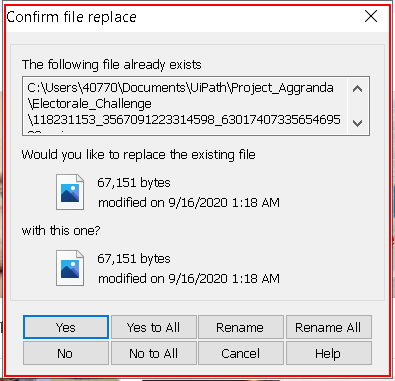 Confirm file replace
The following file already exists
C:\Users\40770\Documents\UiPath\Project_Aggranda
\Electorale_Challenge
\118231153_3567091223314598_63017407335654695
Would you like to replace the existing file
67,151 bytes
modified on 9/16/2020 1:18 AM
with this one?
67,151 bytes
modified on 9/16/2020 1:18 AM
Yes Yes to All Rename Rename All
No No to All Cancel Help